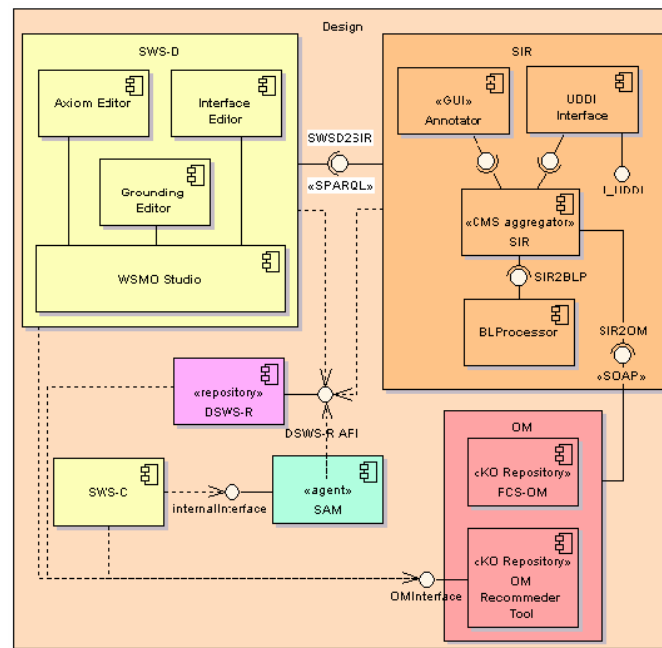 Design
SWS-D
SIR
Axiom Editor
Interface
Editor
«GUI»
Annotator
UDDI
Interface
SWSD2SIR
«SPARQL»
Grounding
Editor
I_UDDI
«CMS aggregator»
SIR
WSMO Studio
SIR2BLP
BLProcessor
SIR2OM
«SOAP»
«repository»
DSWS-R
DSWS-R API
OM
«KO Repository»
FCS-OM
SWS-C
internalInterface
«agent»
SAM
«KO Repository»
OM
Recommeder
Tool
OMInterface